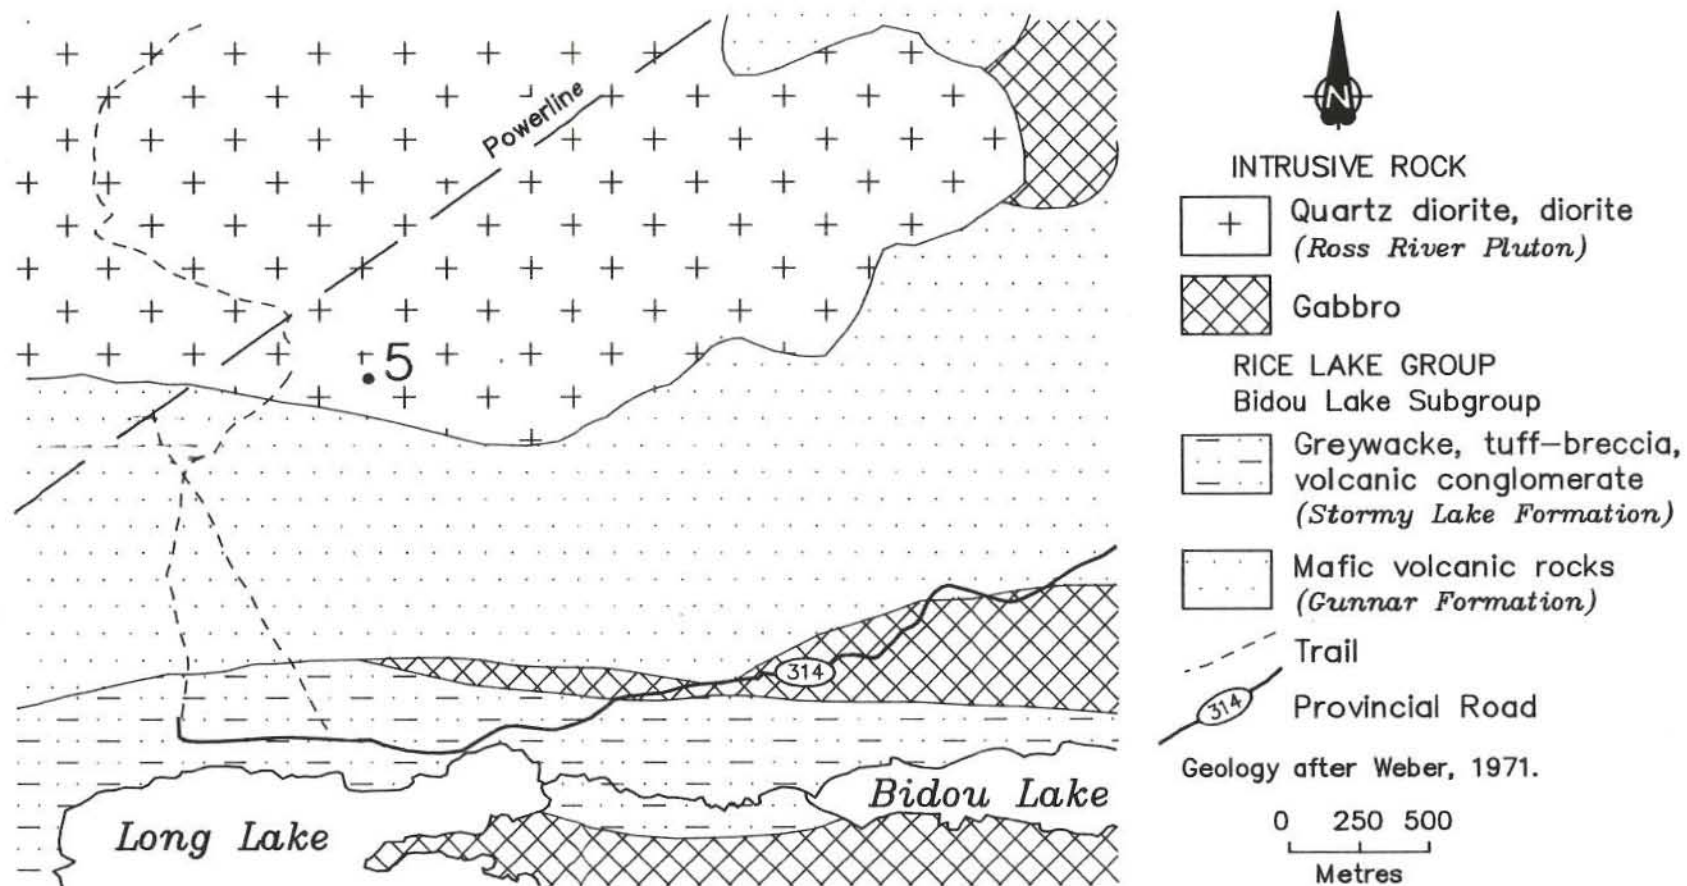 Powerline
.5
314
Long Lake
Bidou Lake
N
INTRUSIVE ROCK
Quartz diorite, diorite
(Ross River Pluton)
Gabbro
RICE LAKE GROUP
Bidou Lake Subgroup
Greywacke, tuff-breccia,
volcanic conglomerate
(Stormy Lake Formation)
Mafic volcanic rocks
(Gunnar Formation)
Trail
314
Provincial Road
Geology after Weber, 1971.
0 250 500
Metres